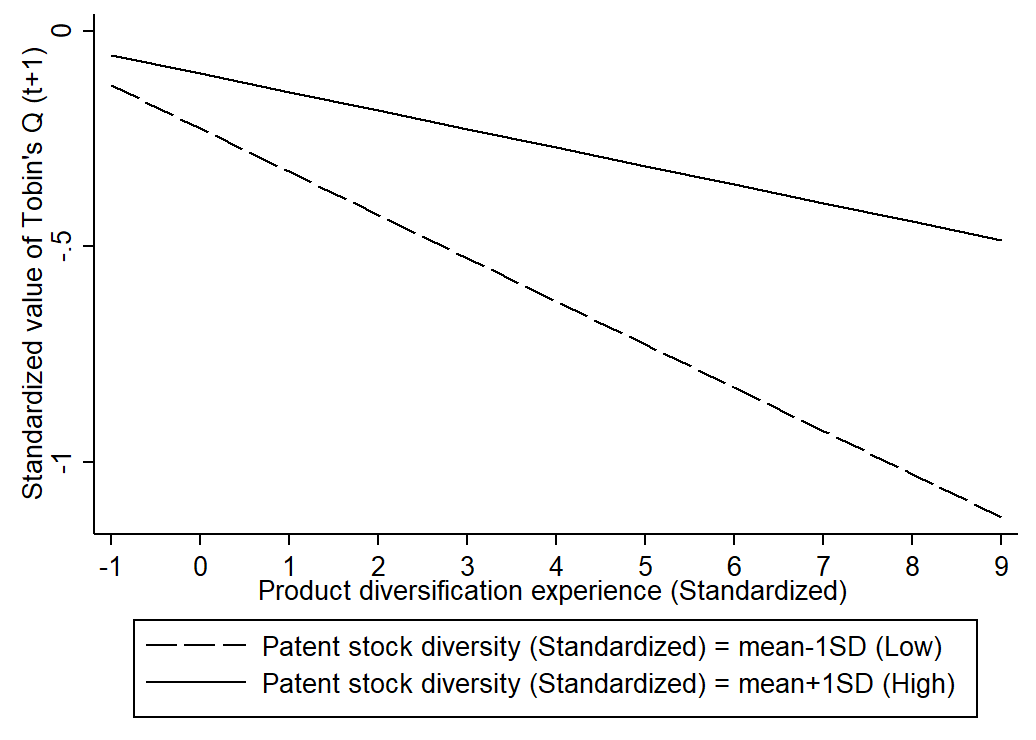 Standardized value of Tobin's Q (t+1)
0
-.5
-1
-1 0 1 2 3 4 5 6 7 8 9
Product diversification experience (Standardized)
Patent stock diversity (Standardized) = mean-1SD (Low)
Patent stock diversity (Standardized) = mean+1SD (High)